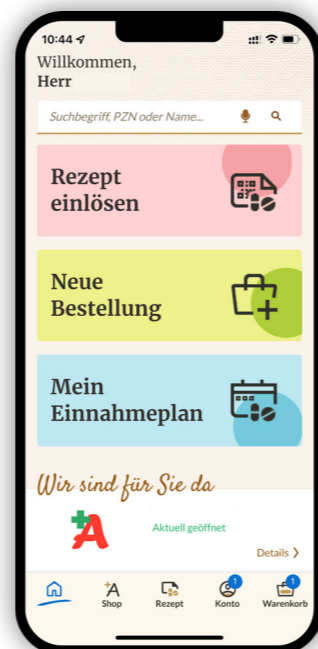 10:44
Willkommen,
Herr
Suchbegriff, PZN oder Name...
Rezept
einlösen
Neue
Bestellung
Mein
Einnahmeplan
Wir sind für Sie da
A
Aktuell geöffnet
Details >
1
1
A
Shop
Rezept
Konto
Warenkorb